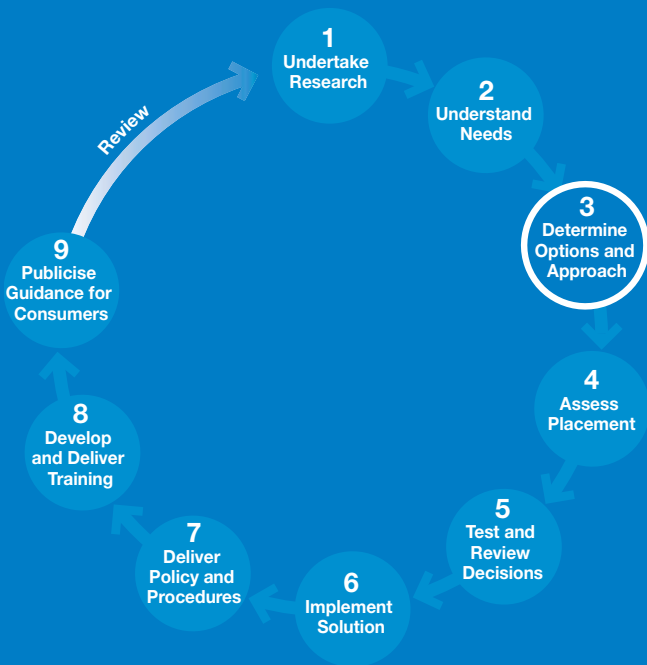 1
Undertake
Research
2
Understand
Needs
3
Determine
Options and
Approach
4
Assess
Placement
5
Test and
Review
Decisions
6
Implement
Solution
7
Deliver
Policy and
Procedures
8
Develop
and Deliver
Training
9
Publicise
Guidance for
Consumers
Review